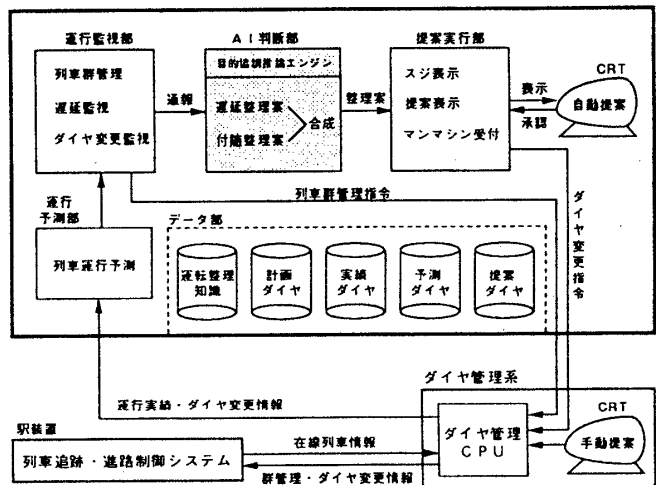 運行監視部
列車群管理
遅延監視
ダイヤ変更監視
通報
AI判断部
目的協調推論エンジン
遅延整理案
付随整理案
合成
整理案
提案実行部
スジ表示
提案表示
マンマシン受付
表示
承認
CRT
自動提案
運行
予測部
列車運行予測
列車群管理指令
ダイヤ変更指令
データ部
運転整理
知識
計画
ダイヤ
実績
ダイヤ
予測
ダイヤ
提案
ダイヤ
運行実績・ダイヤ変更情報
ダイヤ管理系
ダイヤ管理
CPU
CRT
手動提案
駅装置
列車追跡・進路制御システム
在線列車情報
群管理・ダイヤ変更情報